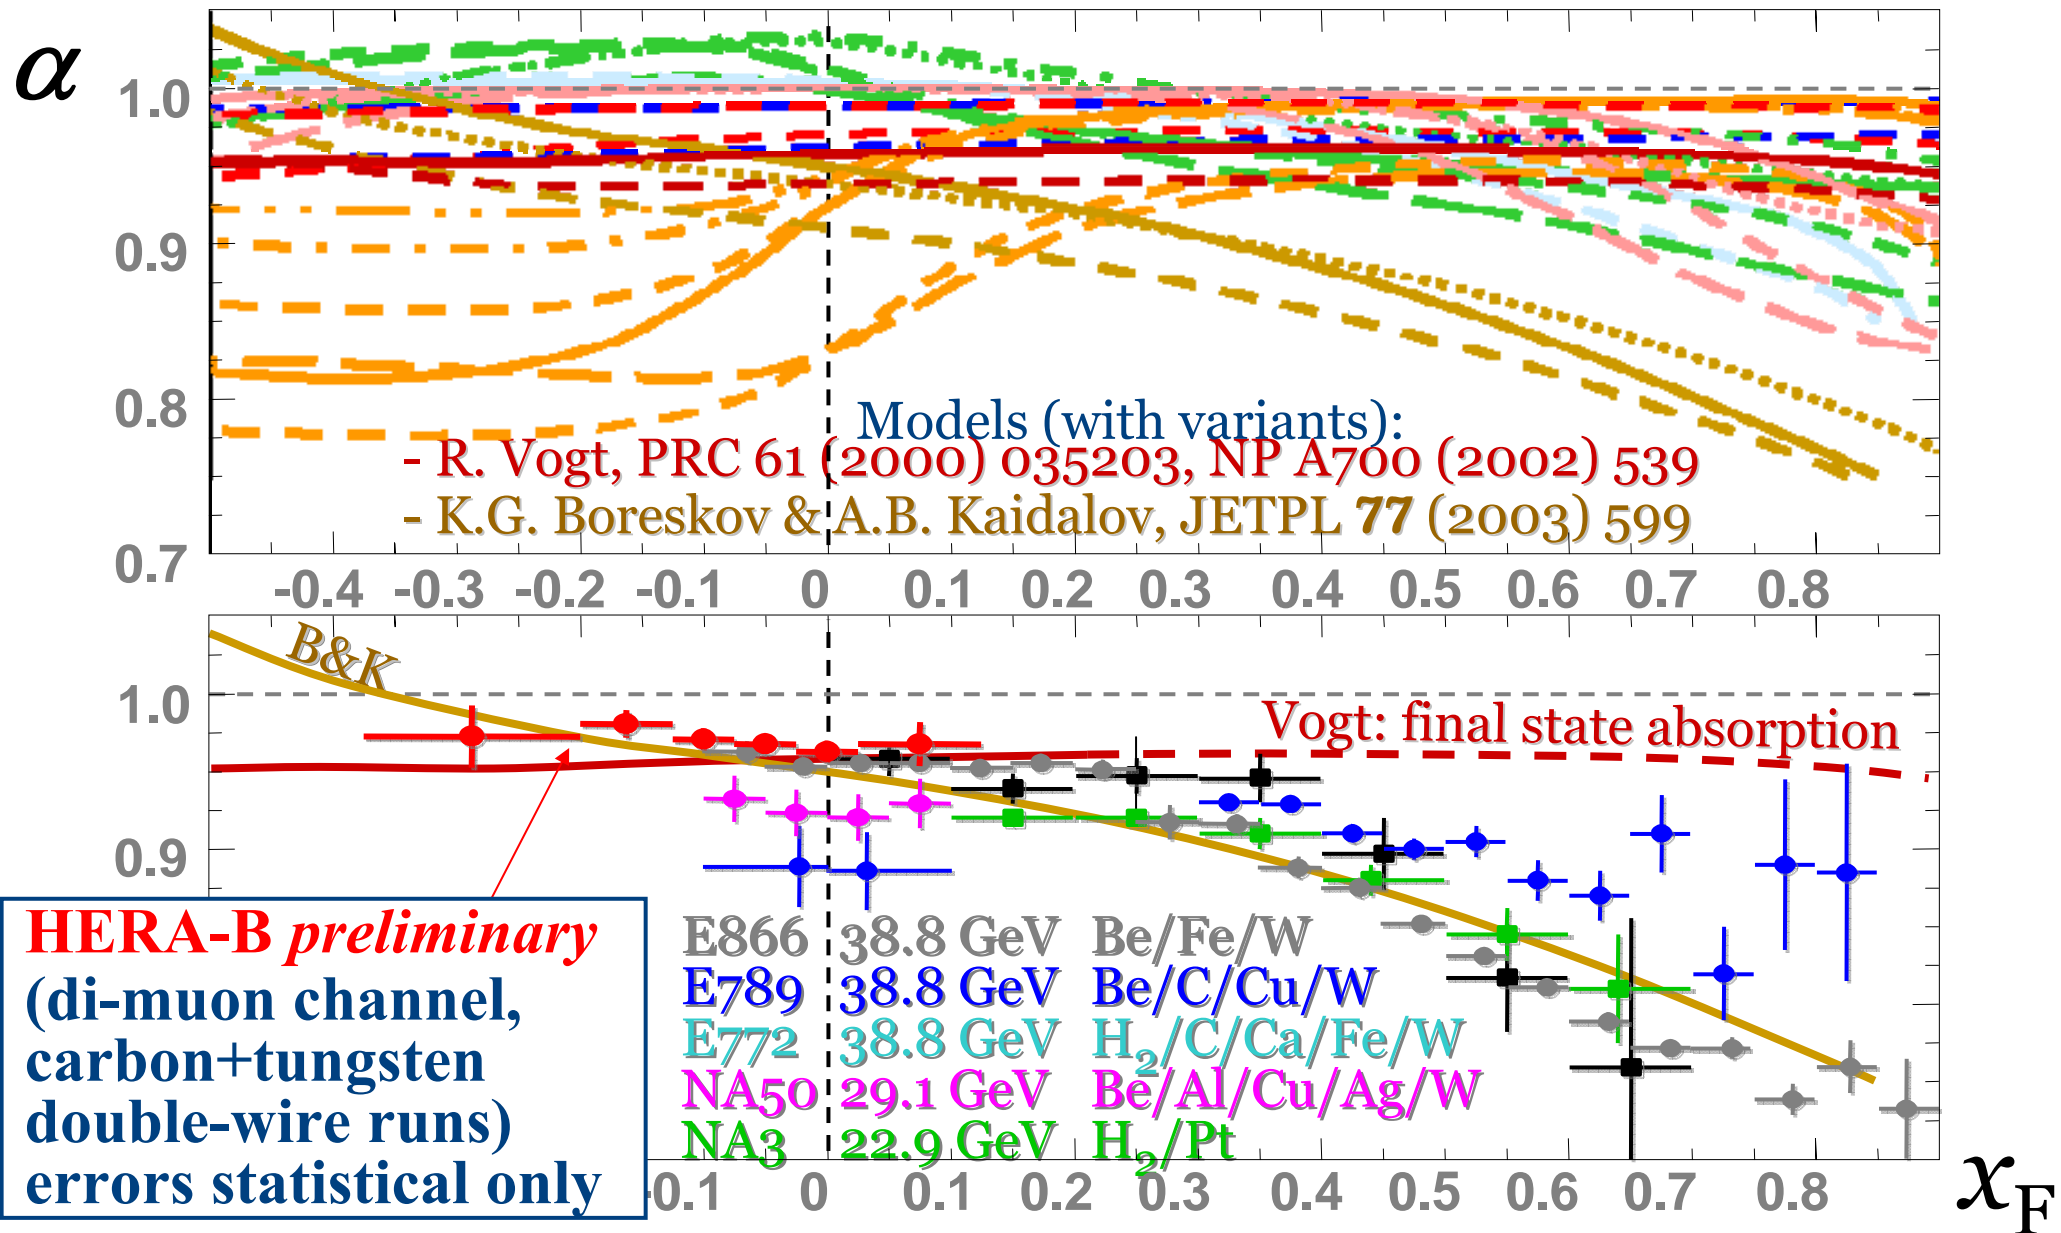 α
1.0
0.9
0.8
0.7
Models (with variants):
- R. Vogt, PRC 61 (2000) 035203, NP A700 (2002) 539
- K.G. Boreskov & A.B. Kaidalov, JETPL 77 (2003) 599
-0.4 -0.3 -0.2 -0.1 0 0.1 0.2 0.3 0.4 0.5 0.6 0.7 0.8
B&K
1.0
Vogt: final state absorption
0.9
HERA-B preliminary
(di-muon channel,
carbon+tungsten
double-wire runs)
errors statistical only
E866 38.8 GeV Be/Fe/W
E789 38.8 GeV Be/C/Cu/W
E772 38.8 GeV H2/C/Ca/Fe/W
NA50 29.1 GeV Be/Al/Cu/Ag/W
NA3 22.9 GeV H2/Pt
-0.1 0 0.1 0.2 0.3 0.4 0.5 0.6 0.7 0.8
xF